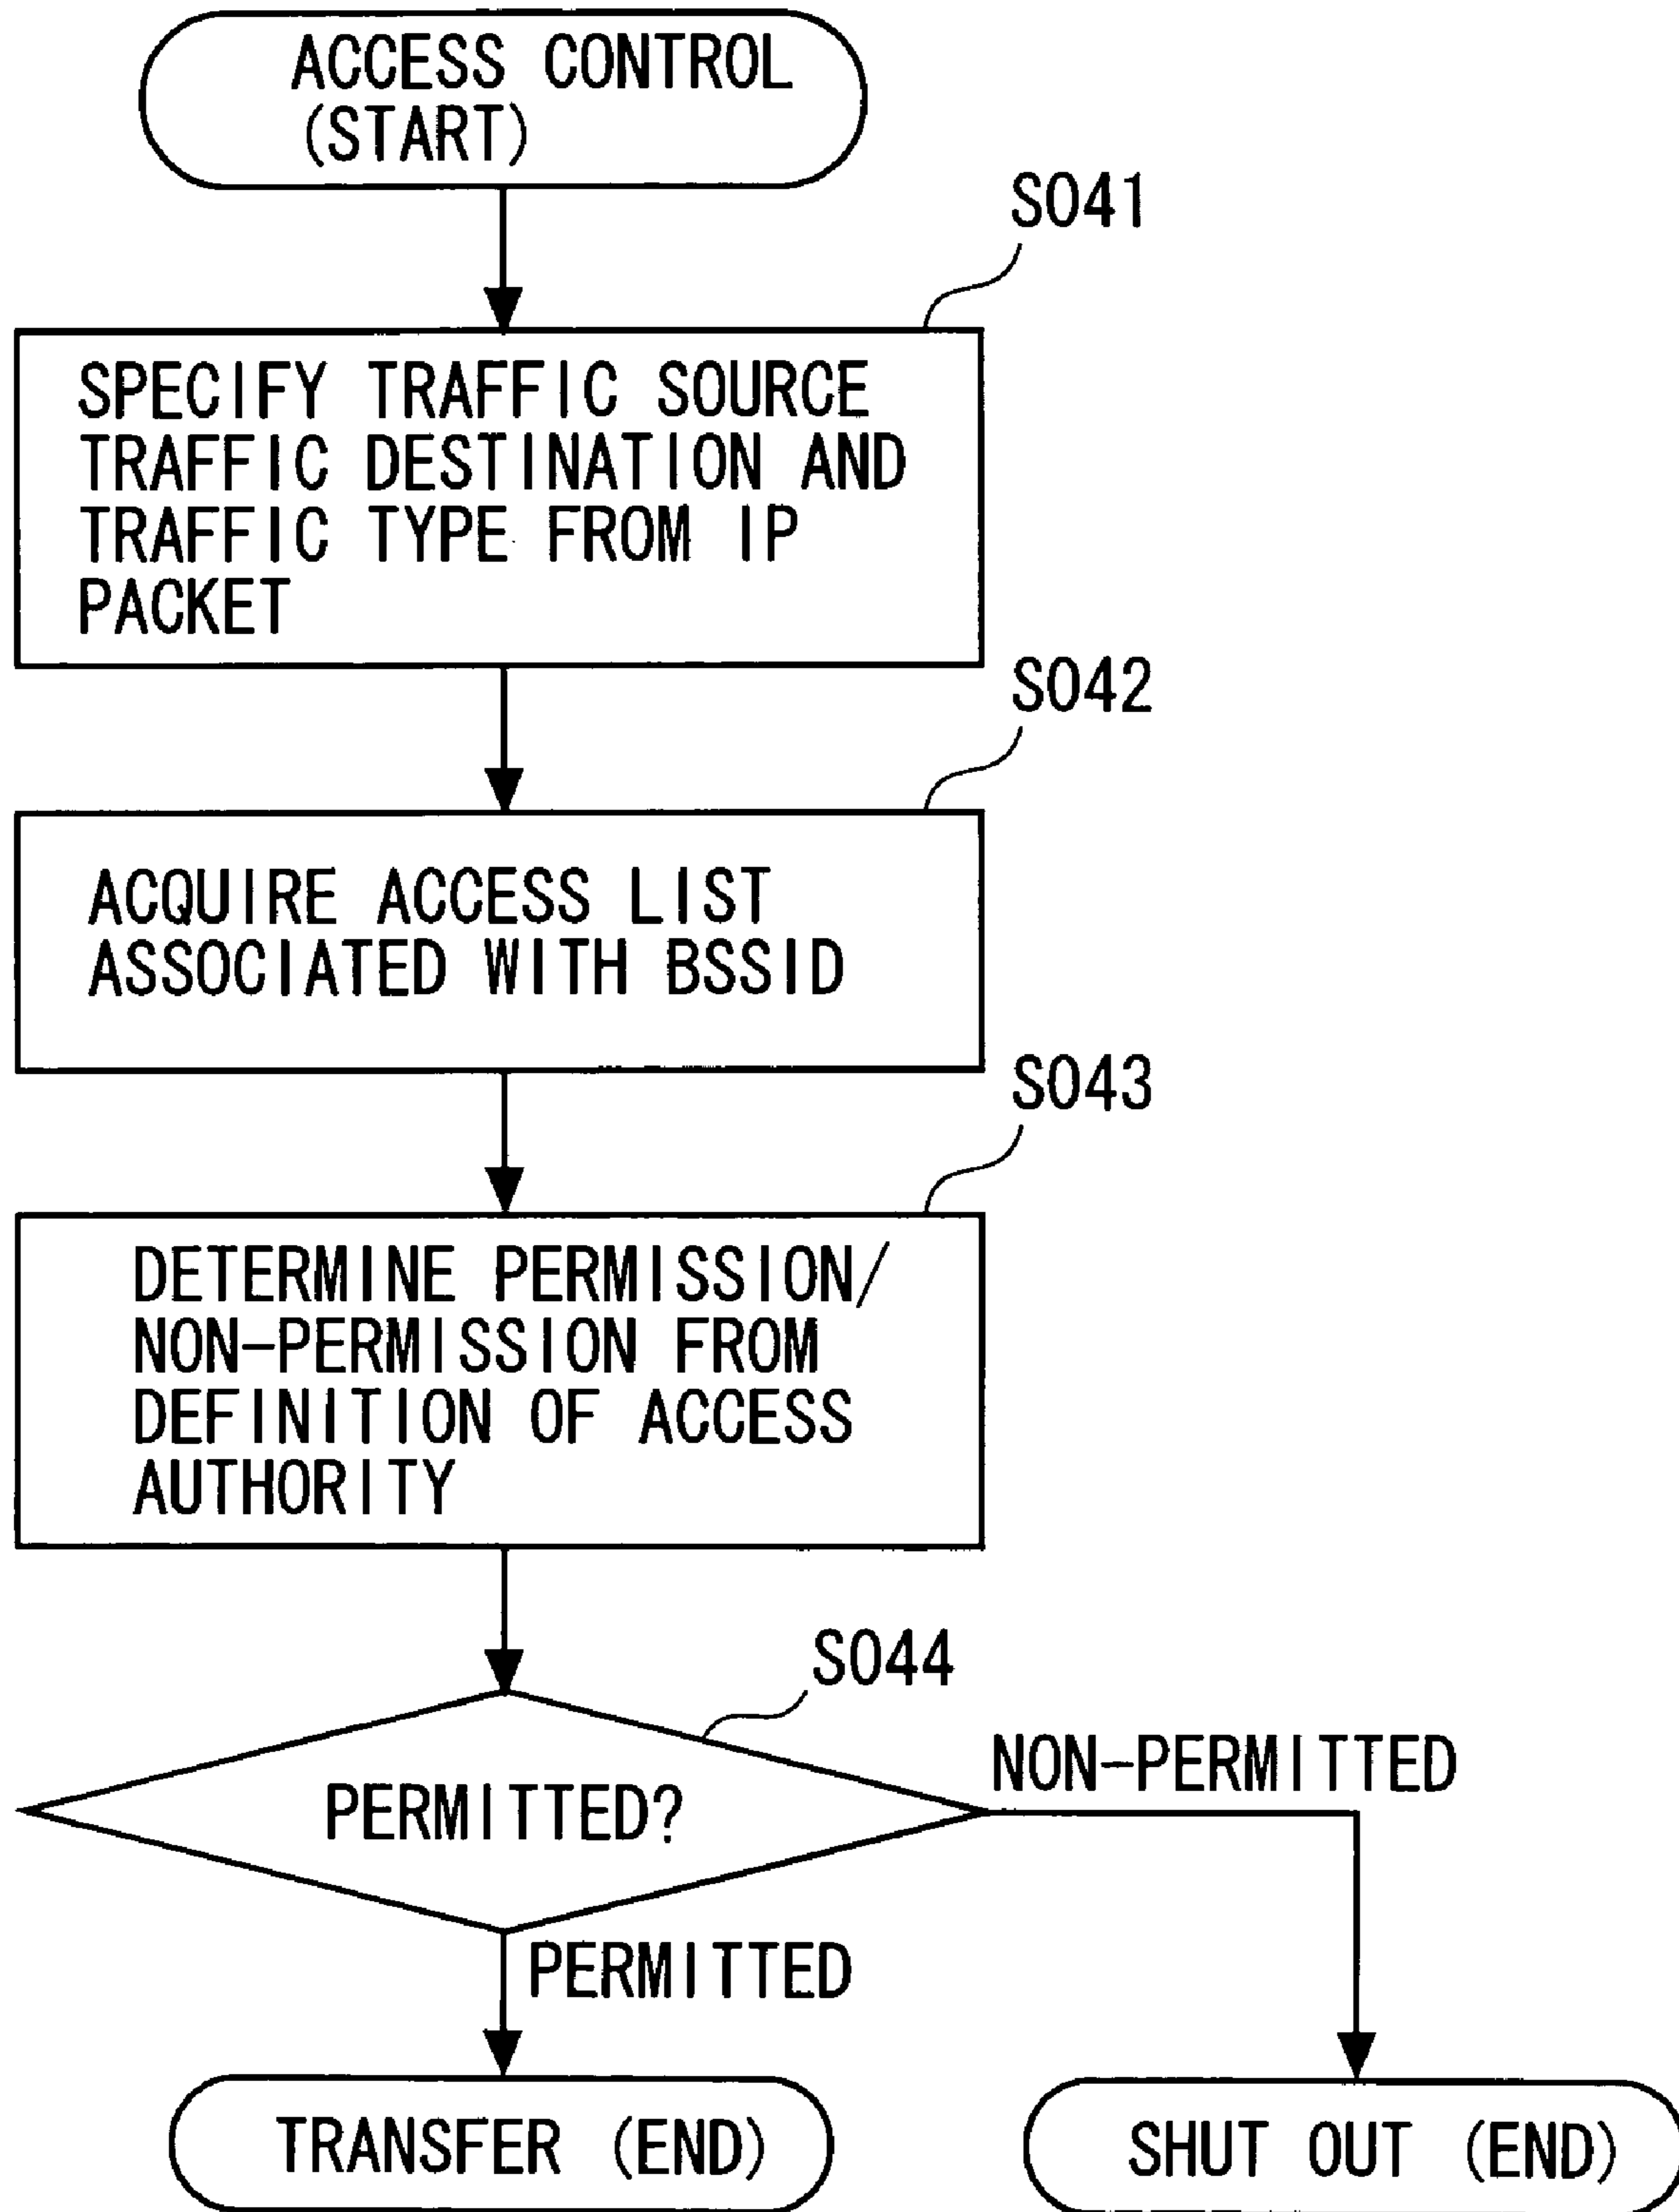 ACCESS CONTROL
(START)
S041
SPECIFY TRAFFIC SOURCE
TRAFFIC DESTINATION AND
TRAFFIC TYPE FROM IP
PACKET
S042
ACQUIRE ACCESS LIST
ASSOCIATED WITH BSSID
S043
DETERMINE PERMISSION/
NON-PERMISSION FROM
DEFINITION OF ACCESS
AUTHORITY
S044
NON-PERMITTED
PERMITTED?
PERMITTED
TRANSFER (END)
SHUT OUT (END)